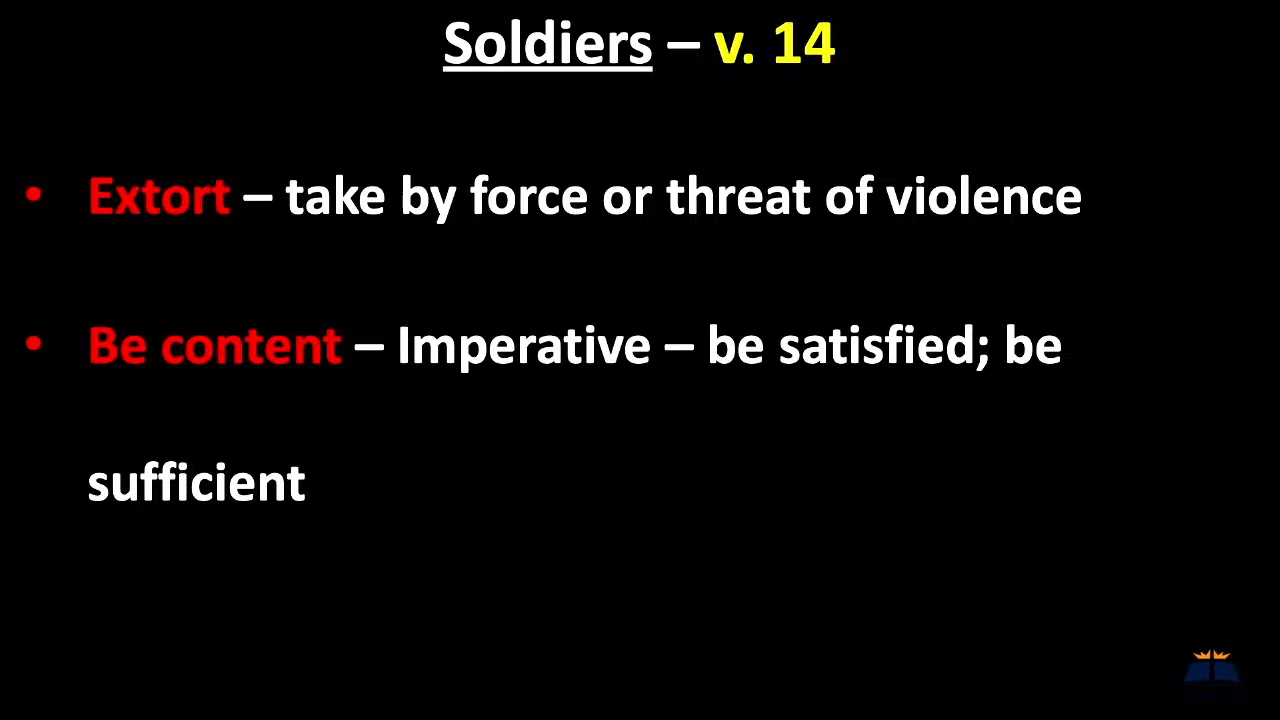 Soldiers – v. 14
• Extort – take by force or threat of violence
• Be content – Imperative – be satisfied; be
sufficient